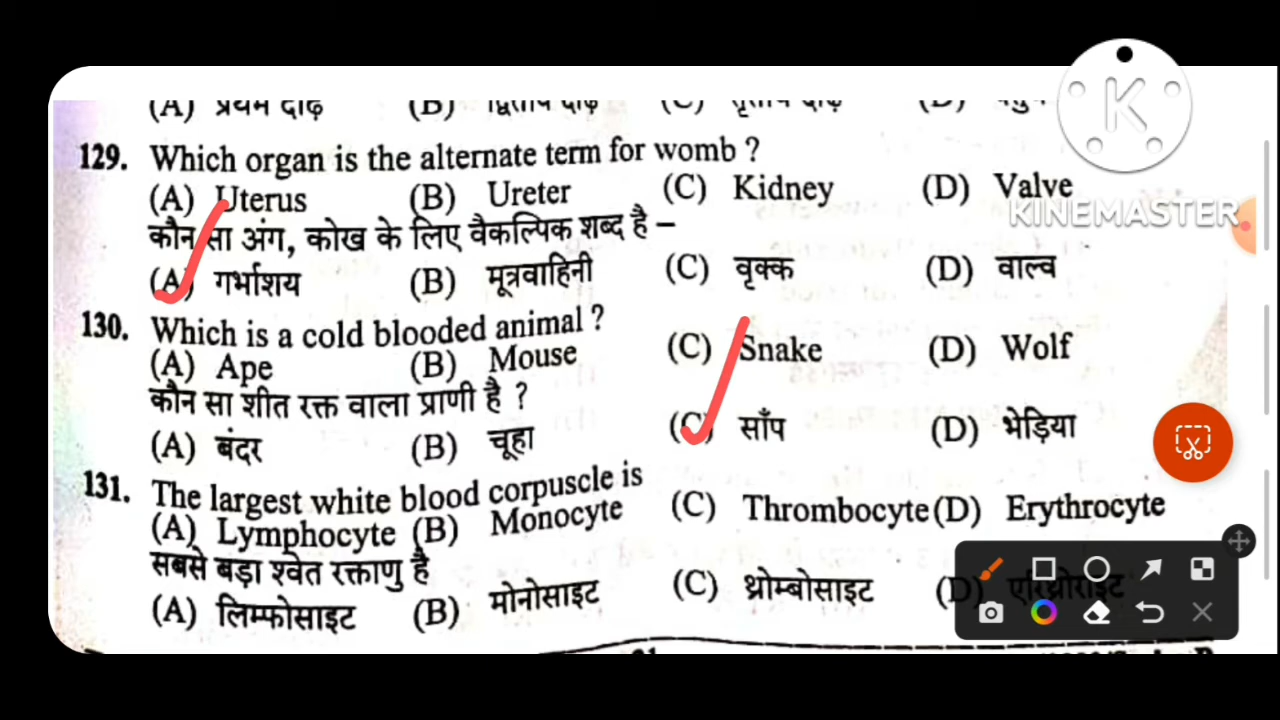 (A) प्रथम दाढ़ (B) द्वितीय दाढ़ (C) तृतीय दाढ़ (D)
129. Which organ is the alternate term for womb ?
(A) Uterus (B) Ureter (C) Kidney (D) Valve
कौन सा अंग, कोख के लिए वैकल्पिक शब्द है –
(A) गर्भाशय (B) मूत्रवाहिनी (C) वृक्क (D) वाल्व
130. Which is a cold blooded animal ?
(A) Ape (B) Mouse (C) Snake (D) Wolf
कौन सा शीत रक्त वाला प्राणी है ?
(A) बंदर (B) चूहा (C) साँप (D) भेड़िया
131. The largest white blood corpuscle is
(A) Lymphocyte (B) Monocyte (C) Thrombocyte (D) Erythrocyte
सबसे बड़ा श्वेत रक्ताणु है
(A) लिम्फोसाइट (B) मोनोसाइट (C) थ्रोम्बोसाइट (D)
K
KINEMASTER